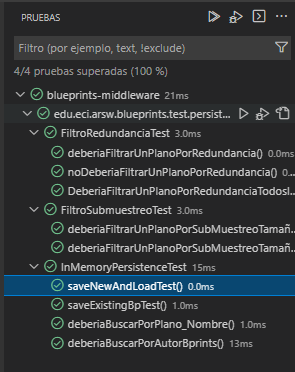 PRUEBAS
Filtro (por ejemplo, text, !exclude)
4/4 pruebas superadas (100 %)
blueprints-middleware 21ms
edu.eci.arsw.blueprints.test.persist...
FiltroRedundanciaTest 3.0ms
deberiaFiltrarUnPlanoPorRedundancia() 0.0...
noDeberiaFiltrarUnPlanoPorRedundancia() ...
DeberiaFiltrarUnPlanoPorRedundanciaTodosl...
FiltroSubmuestreoTest 3.0ms
deberiaFiltrarUnPlanoPorSubMuestreoTamañ...
deberiaFiltrarUnPlanoPorSubMuestreoTamañ...
InMemoryPersistenceTest 15ms
saveNewAndLoadTest() 0.0ms
saveExistingBpTest() 1.0ms
deberiaBuscarPorPlano_Nombre() 1.0ms
deberiaBuscarPorAutorBprints() 13ms